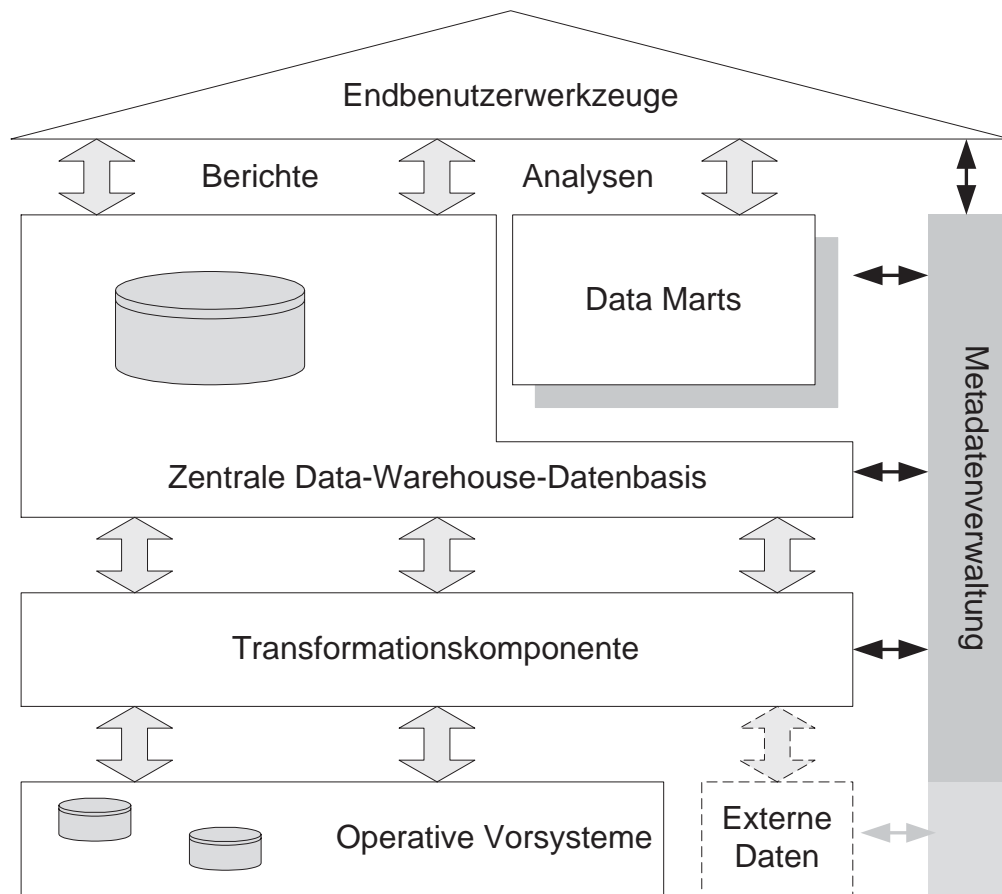 Endbenutzerwerkzeuge
Berichte
Analysen
Data Marts
Metadatenverwaltung
Zentrale Data-Warehouse-Datenbasis
Transformationskomponente
Operative Vorsysteme
Externe
Daten